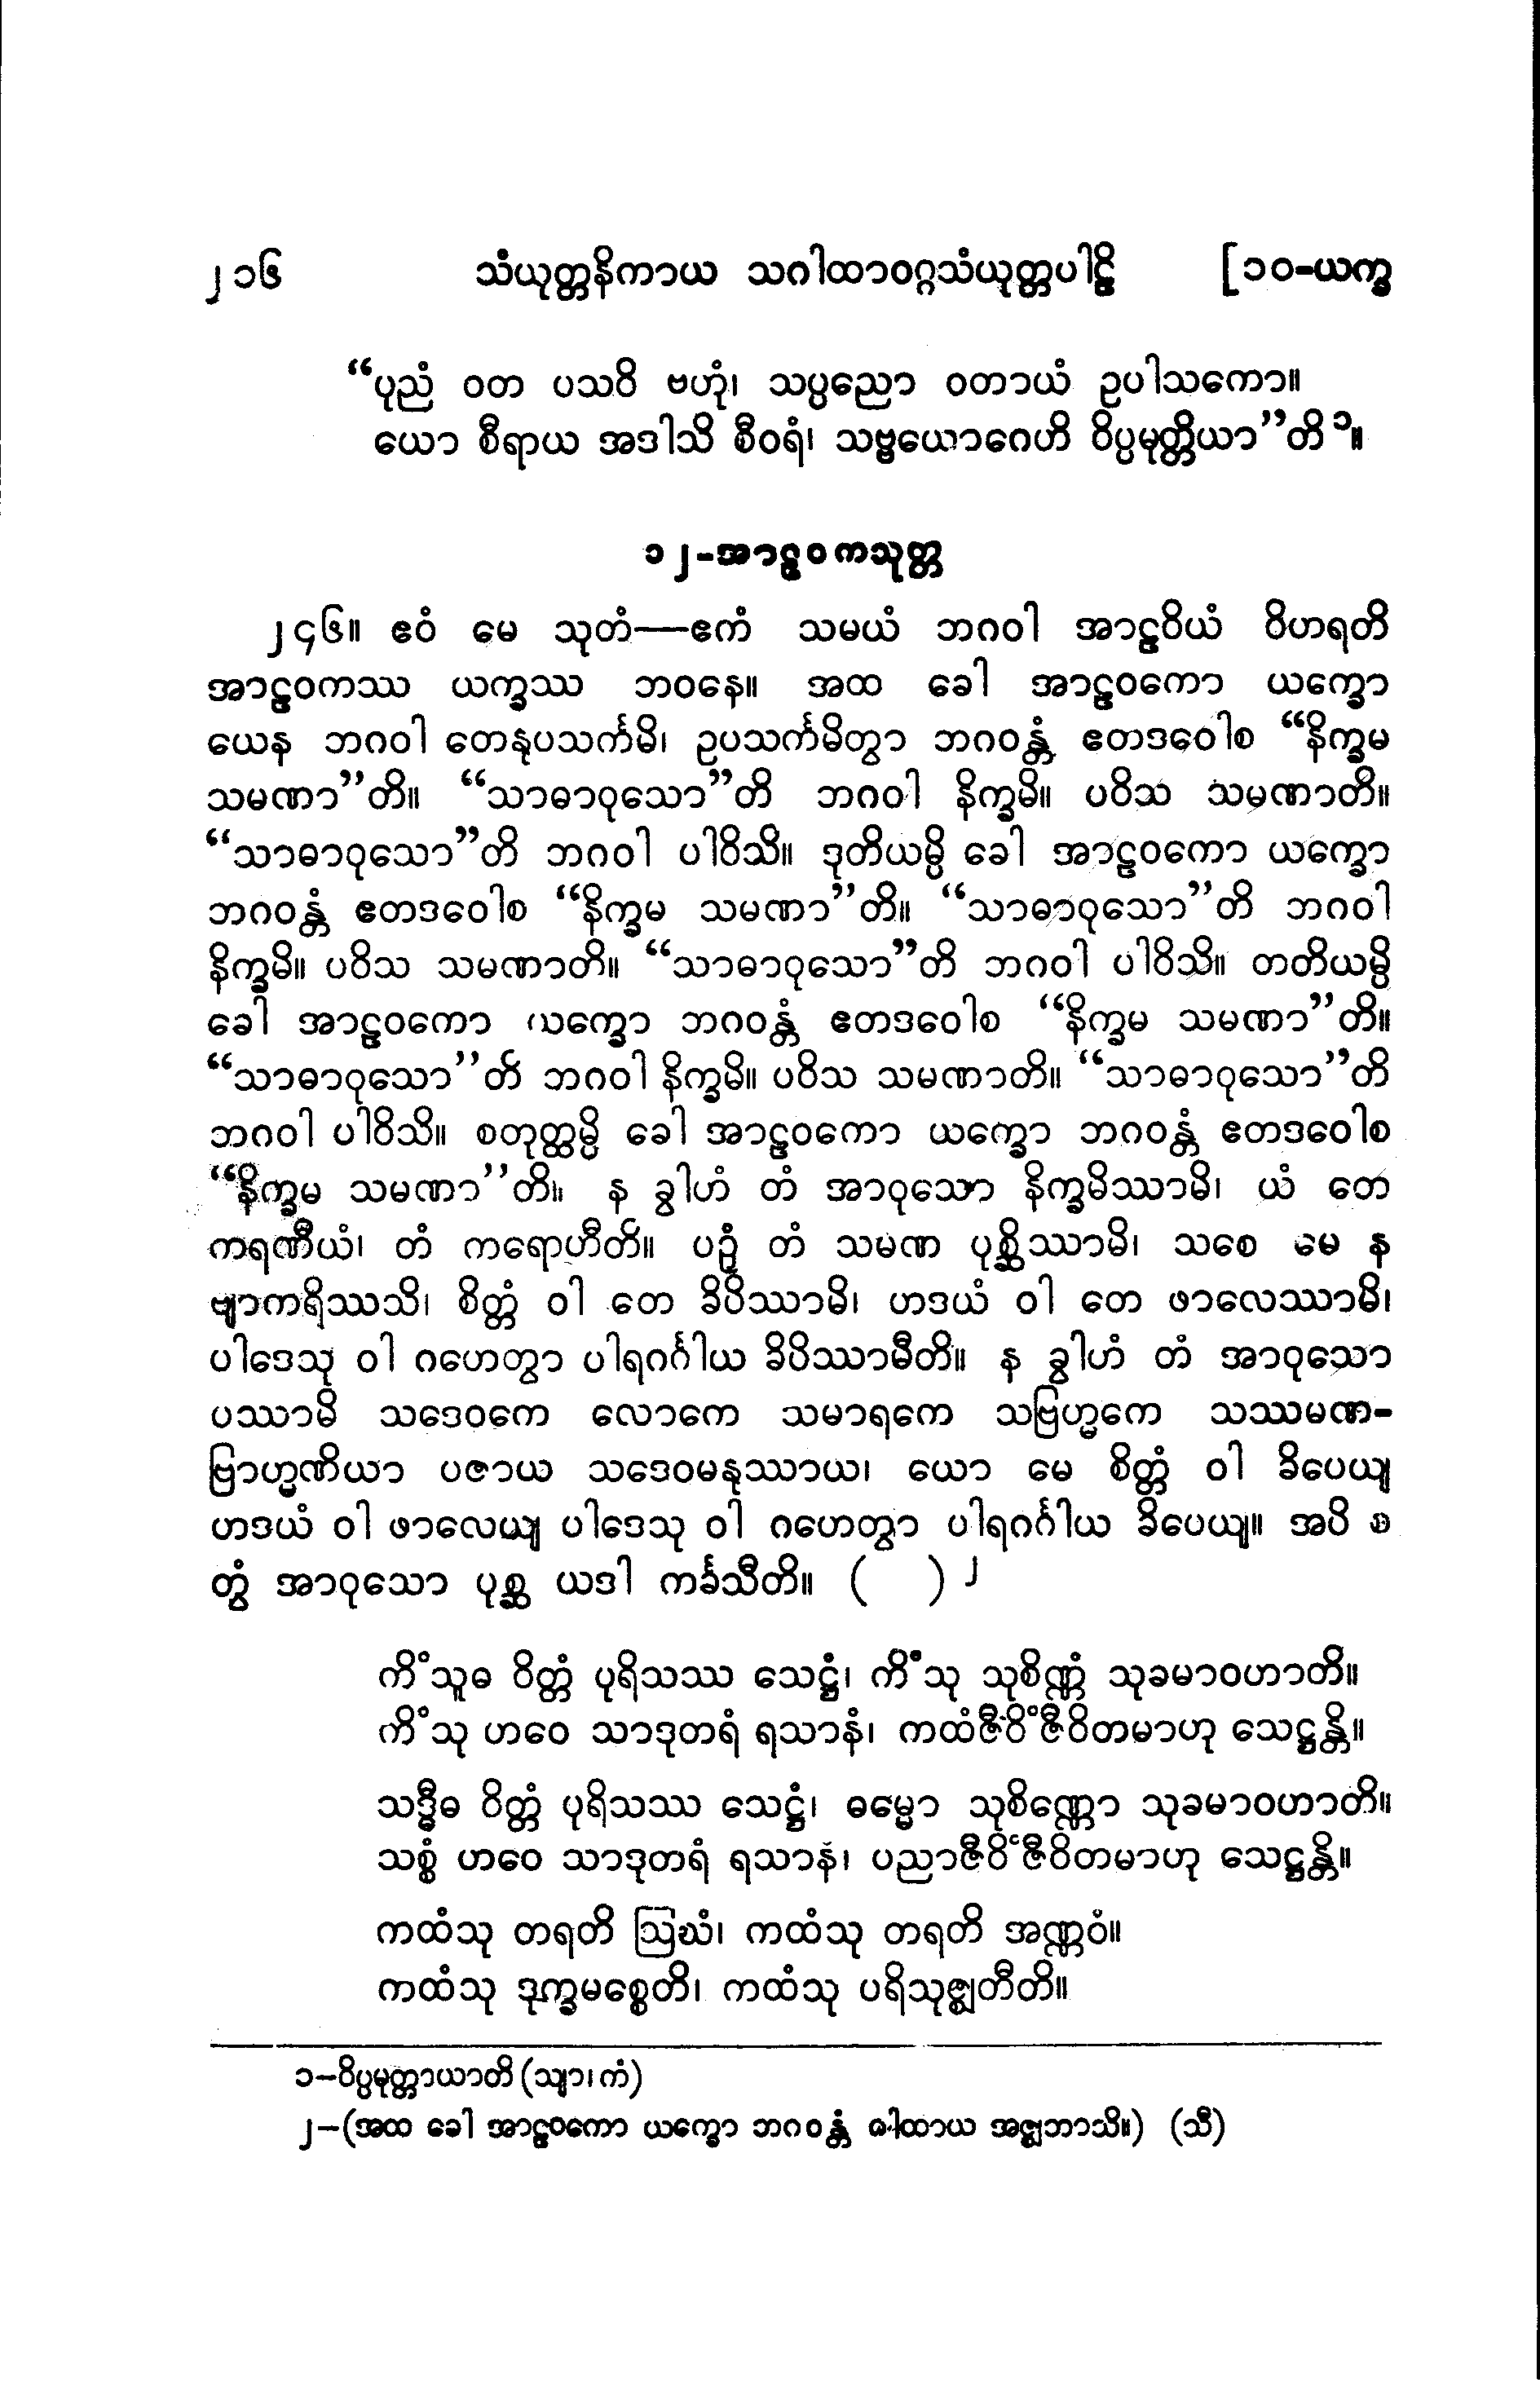 ၂၁၆ သံယုတ္တနိကာယ သဂါထာဝဂ္ဂသံယုတ္တပါဠိ [၁၀-ယက္ခ
“ပုညံ ဝတ ပသဝိ ဗဟုံ၊ သပ္ပညော ဝတာယံ ဥပါသကော။
ယော စီရာယ အဒါသိ စီဝရံ၊ သဗ္ဗယောဂေဟိ ဝိပ္ပမုတ္တိယာ”တိ ၁။
၁၂-အာဠဝကသုတ္တ
၂၄၆။ ဧဝံ မေ သုတံ—ဧကံ သမယံ ဘဂဝါ အာဠဝိယံ ဝိဟရတိ
အာဠဝကဿ ယက္ခဿ ဘဝနေ။ အထ ခေါ အာဠဝကော ယက္ခော
ယေန ဘဂဝါ တေနုပသင်္ကမိ၊ ဥပသင်္ကမိတွာ ဘဂဝန္တံ ဧတဒဝေါစ “နိက္ခမ
သမဏာ”တိ။ “သာဓာဝုသော”တိ ဘဂဝါ နိက္ခမိ။ ပဝိသ သမဏာတိ။
“သာဓာဝုသော”တိ ဘဂဝါ ပါဝိသိ။ ဒုတိယမ္ပိ ခေါ အာဠဝကော ယက္ခော
ဘဂဝန္တံ ဧတဒဝေါစ “နိက္ခမ သမဏာ”တိ။ “သာဓာဝုသော”တိ ဘဂဝါ
နိက္ခမိ။ ပဝိသ သမဏာတိ။ “သာဓာဝုသော”တိ ဘဂဝါ ပါဝိသိ။ တတိယမ္ပိ
ခေါ အာဠဝကော ယက္ခော ဘဂဝန္တံ ဧတဒဝေါစ “နိက္ခမ သမဏာ”တိ။
“သာဓာဝုသော”တိ ဘဂဝါ နိက္ခမိ။ ပဝိသ သမဏာတိ။ “သာဓာဝုသော”တိ
ဘဂဝါ ပါဝိသိ။ စတုတ္ထမ္ပိ ခေါ အာဠဝကော ယက္ခော ဘဂဝန္တံ ဧတဒဝေါစ
“နိက္ခမ သမဏာ”တိ။ န ခွါဟံ တံ အာဝုသော နိက္ခမိဿာမိ၊ ယံ တေ
ကရဏီယံ၊ တံ ကရောဟီတိ။ ပဉှံ တံ သမဏ ပုစ္ဆိဿာမိ၊ သစေ မေ န
ဗျာကရိဿသိ၊ စိတ္တံ ဝါ တေ ခိပိဿာမိ၊ ဟဒယံ ဝါ တေ ဖာလေဿာမိ၊
ပါဒေသု ဝါ ဂဟေတွာ ပါရဂင်္ဂါယ ခိပိဿာမီတိ။ န ခွါဟံ တံ အာဝုသော
ပဿာမိ သဒေဝကေ လောကေ သမာရကေ သဗြဟ္မကေ သဿမဏ-
ဗြာဟ္မဏိယာ ပဇာယ သဒေဝမနုဿာယ၊ ယော မေ စိတ္တံ ဝါ ခိပေယျ
ဟဒယံ ဝါ ဖာလေယျ ပါဒေသု ဝါ ဂဟေတွာ ပါရဂင်္ဂါယ ခိပေယျ။ အပိ စ
တွံ အာဝုသော ပုစ္ဆ ယဒါ ကင်္ခသီတိ။ ( ) ၂
ကိံသူဓ ဝိတ္တံ ပုရိသဿ သေဋ္ဌံ၊ ကိံသု သုစိဏ္ဏံ သုခမာဝဟာတိ။
ကိံသု ဟဝေ သာဒုတရံ ရသာနံ၊ ကထံဇီဝိံ ဇီဝိတမာဟု သေဋ္ဌန္တိ။
သဒ္ဓီဓ ဝိတ္တံ ပုရိသဿ သေဋ္ဌံ၊ ဓမ္မော သုစိဏ္ဏော သုခမာဝဟာတိ။
သစ္စံ ဟဝေ သာဒုတရံ ရသာနံ၊ ပညာဇီဝိံ ဇီဝိတမာဟု သေဋ္ဌန္တိ။
ကထံသု တရတိ ဩဃံ၊ ကထံသု တရတိ အဏ္ဏဝံ။
ကထံသု ဒုက္ခမစ္စေတိ၊ ကထံသု ပရိသုဇ္ဈတီတိ။
၁–ဝိပ္ပမုတ္တာယာတိ (သျာ၊ ကံ)
၂–(အထ ခေါ အာဠဝကော ယက္ခော ဘဂဝန္တံ ဂါထာယ အဇ္ဈဘာသိ။) (သီ)